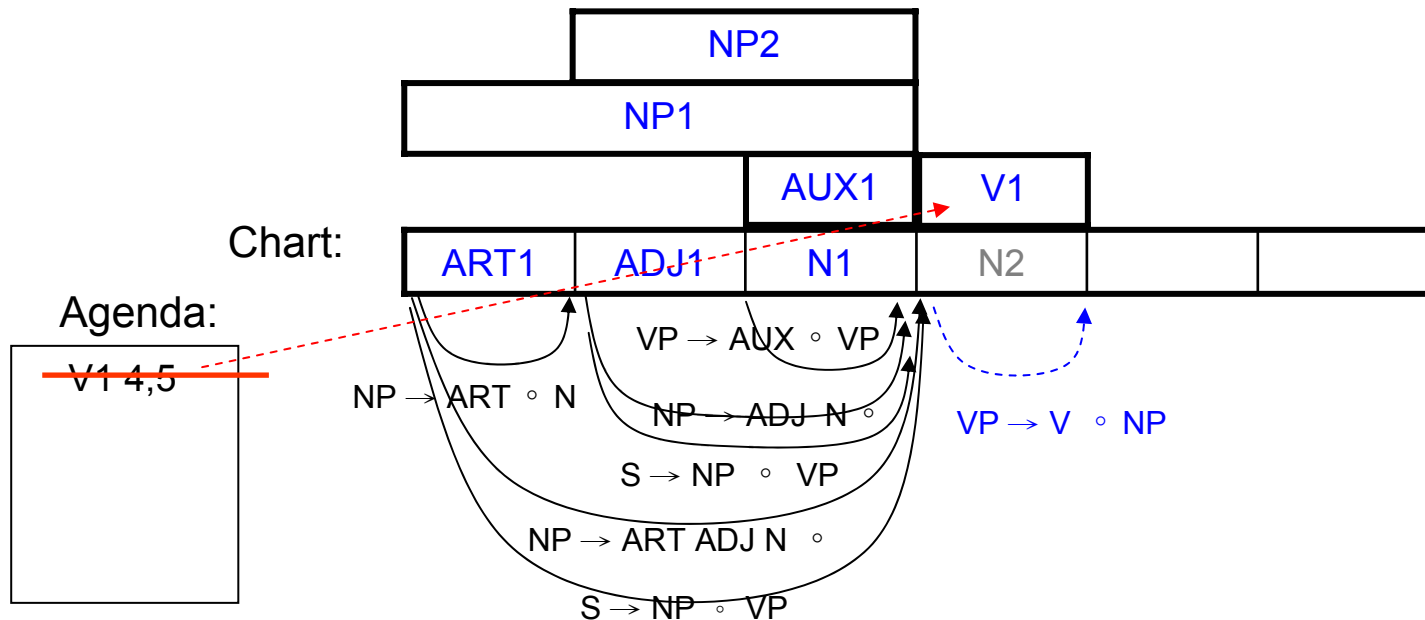 NP2
NP1
AUX1 V1
Chart:
ART1 ADJ1 N1 N2
Agenda:
V1 4,5
VP → AUX ∘ VP
NP → ART ∘ N
NP → ADJ N ∘
VP → V ∘ NP
S → NP ∘ VP
NP → ART ADJ N ∘
S → NP ∘ VP